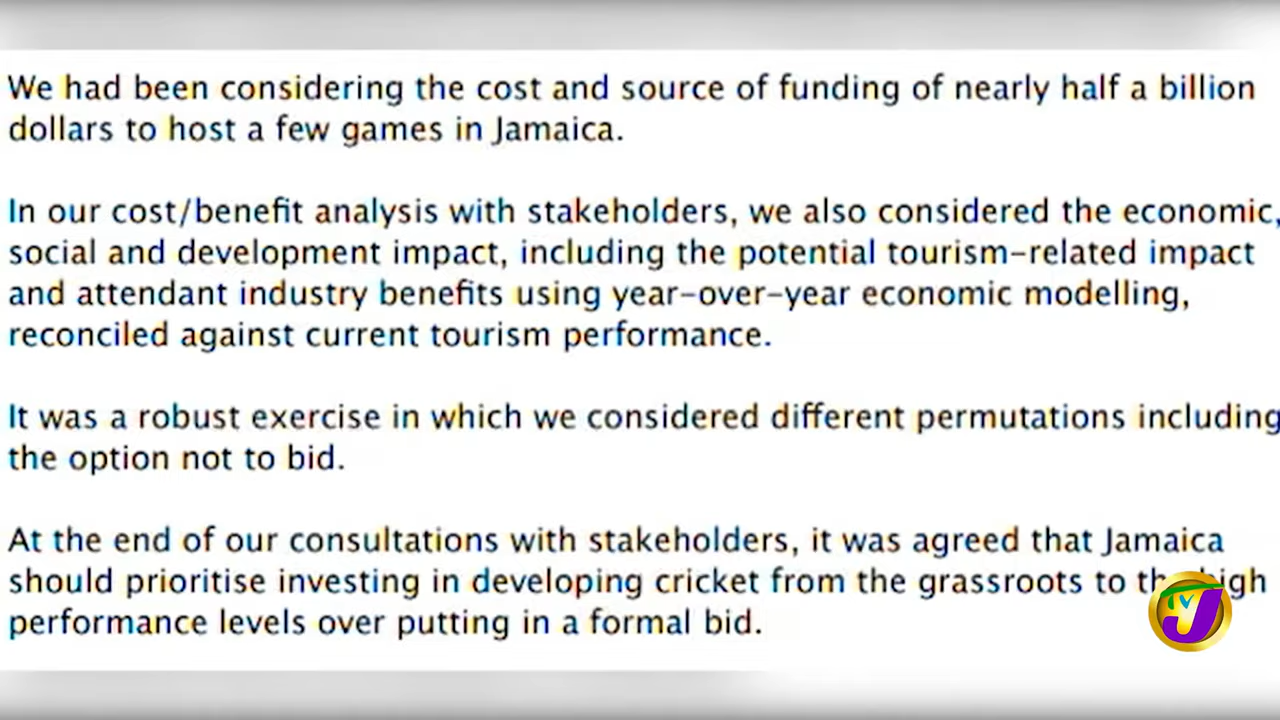 We had been considering the cost and source of funding of nearly half a billion
dollars to host a few games in Jamaica.
In our cost/benefit analysis with stakeholders, we also considered the economic,
social and development impact, including the potential tourism-related impact
and attendant industry benefits using year-over-year economic modelling,
reconciled against current tourism performance.
It was a robust exercise in which we considered different permutations including
the option not to bid.
At the end of our consultations with stakeholders, it was agreed that Jamaica
should prioritise investing in developing cricket from the grassroots to the high
performance levels over putting in a formal bid.
TVJ